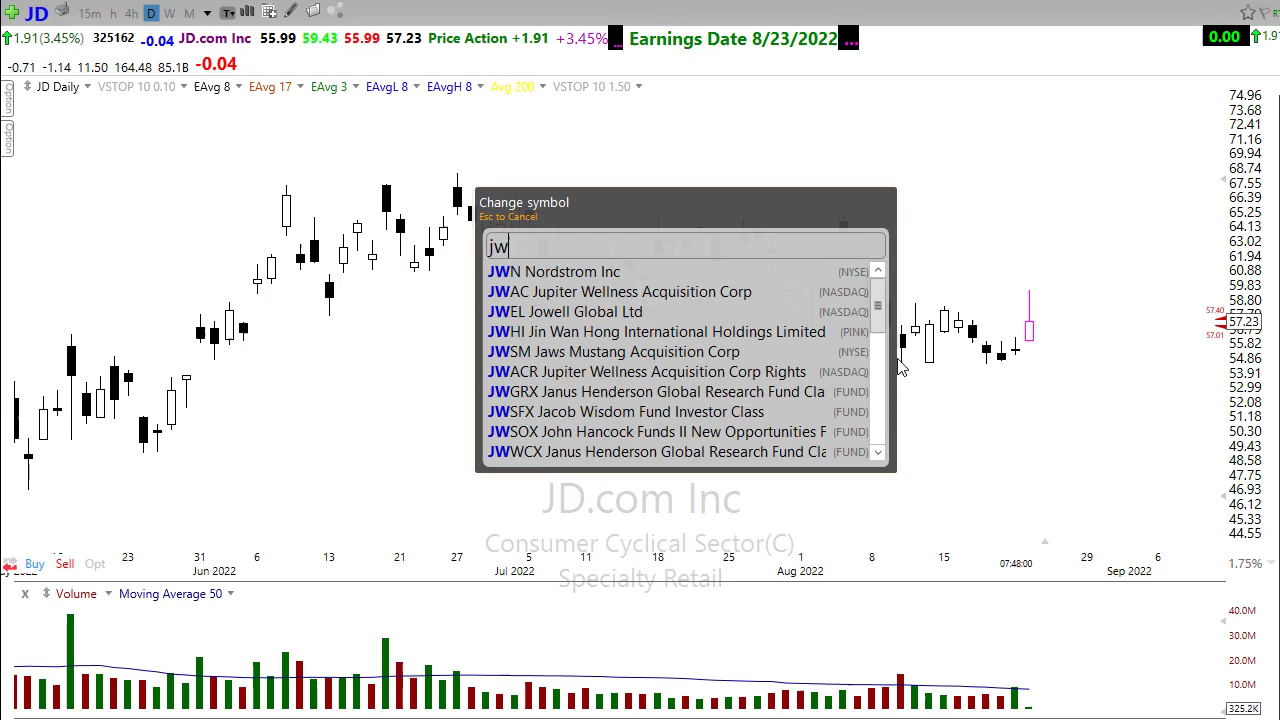 JD 15m h 4h D W M T
1.91(3.45%) 325162 -0.04 JD.com Inc 55.99 59.43 55.99 57.23 Price Action +1.91 +3.45% ... Earnings Date 8/23/2022 ... 0.00 1.9
-0.71 -1.14 11.50 164.48 85.1B -0.04
JD Daily VSTOP 10 0.10 EAvg 8 EAvg 17 EAvg 3 EAvgL 8 EAvgH 8 Avg 200 VSTOP 10 1.50
Option
Option
Change symbol
Esc to Cancel
jw
JWN Nordstrom Inc (NYSE)
JWAC Jupiter Wellness Acquisition Corp (NASDAQ)
JWEL Jowell Global Ltd (NASDAQ)
JWHI Jin Wan Hong International Holdings Limited (PINK)
JWSM Jaws Mustang Acquisition Corp (NYSE)
JWACR Jupiter Wellness Acquisition Corp Rights (NASDAQ)
JWGRX Janus Henderson Global Research Fund Cla (FUND)
JWSFX Jacob Wisdom Fund Investor Class (FUND)
JWSOX John Hancock Funds II New Opportunities F (FUND)
JWWCX Janus Henderson Global Research Fund Cla (FUND)
74.96
73.68
72.41
71.16
69.94
68.74
67.55
66.39
65.25
64.13
63.02
61.94
60.88
59.83
58.80
57.40
57.23
57.01
55.82
54.86
53.91
52.99
52.08
51.18
50.30
49.43
48.58
47.75
46.93
46.12
45.33
44.55
JD.com Inc
Consumer Cyclical Sector(C)
Specialty Retail
23 31 6 13 21 27 5 11 18 25 1 8 15 29 6
Buy Sell Opt
2022 Jun 2022 Jul 2022 Aug 2022 07:48:00 Sep 2022
1.75%
x Volume Moving Average 50
40.0M
30.0M
20.0M
10.0M
325.2K